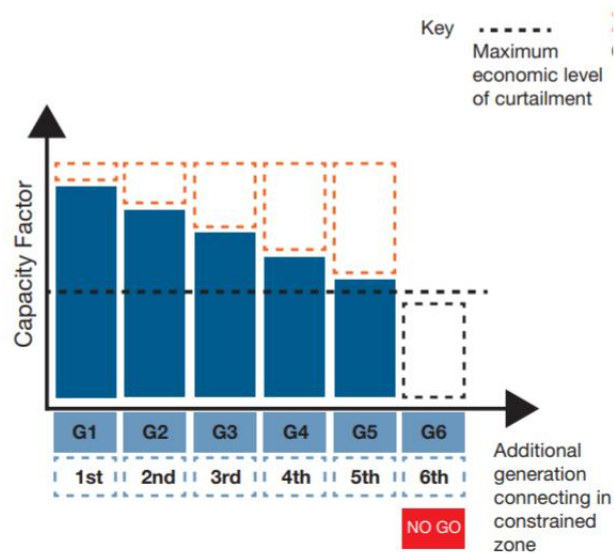 Key
Maximum
economic level
of curtailment
Capacity Factor
G1 G2 G3 G4 G5 G6
1st 2nd 3rd 4th 5th 6th
NO GO
Additional
generation
connecting in
constrained
zone